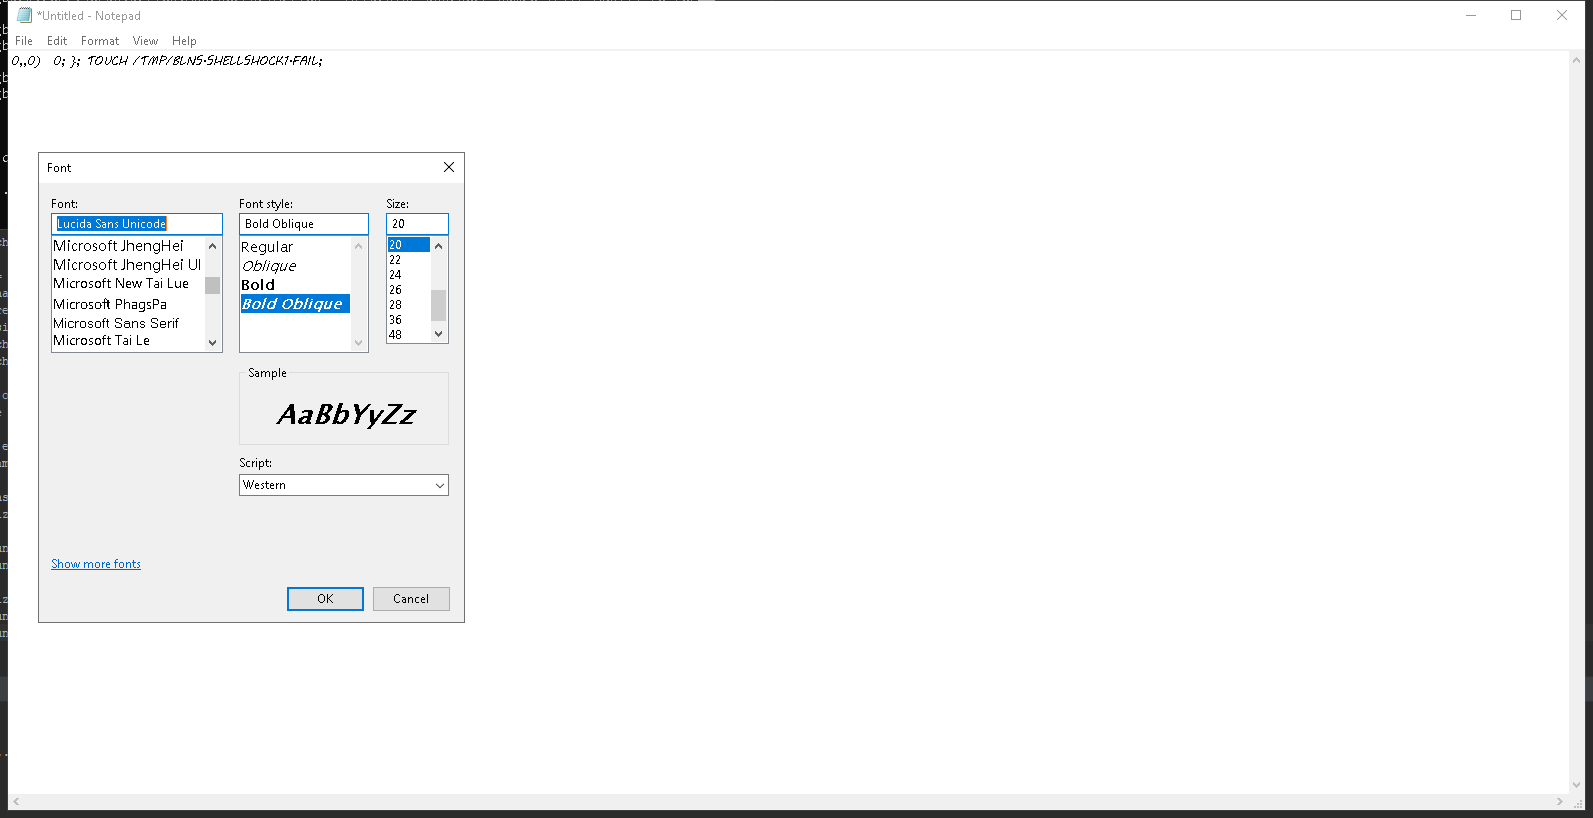 *Untitled - Notepad
File Edit Format View Help
0,,0) 0; }; TOUCH /TMP/BLNS.SHELLSHOCK1.FAIL;
Font
Font: Font style: Size:
Lucida Sans Unicode Bold Oblique 20
Microsoft JhengHei
Microsoft JhengHei UI
Microsoft New Tai Lue
Microsoft PhagsPa
Microsoft Sans Serif
Microsoft Tai Le
Regular
Oblique
Bold
Bold Oblique
20
22
24
26
28
36
48
Sample
AaBbYyZz
Script:
Western
Show more fonts
OK Cancel